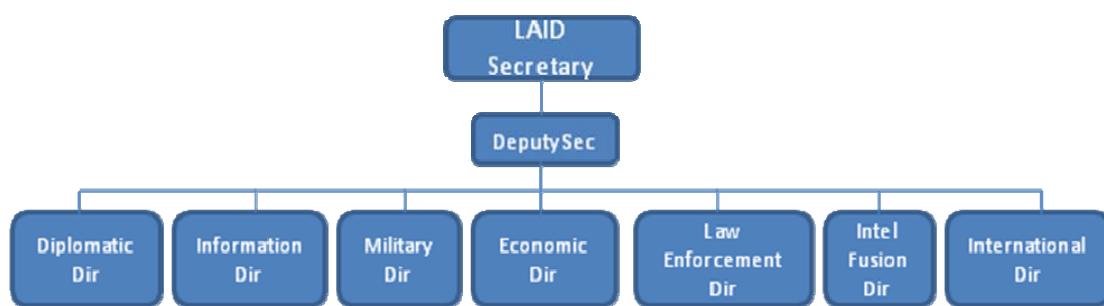 LAID
Secretary
DeputySec
Diplomatic
Dir
Information
Dir
Military
Dir
Economic
Dir
Law
Enforcement
Dir
Intel
Fusion
Dir
International
Dir